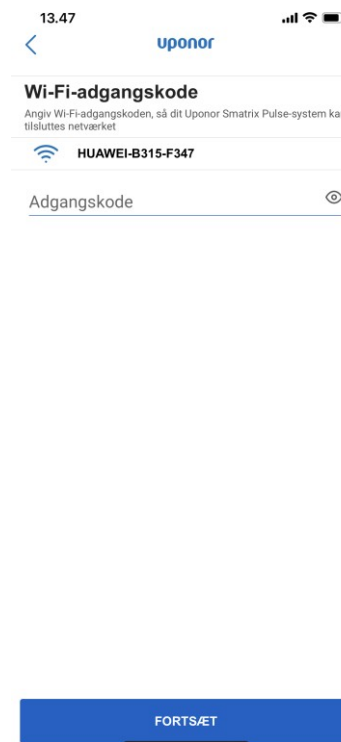 13.47
uponor
Wi-Fi-adgangskode
Angiv Wi-Fi-adgangskoden, så dit Uponor Smatrix Pulse-system ka
tilsluttes netværket
HUAWEI-B315-F347
Adgangskode
FORTSÆT